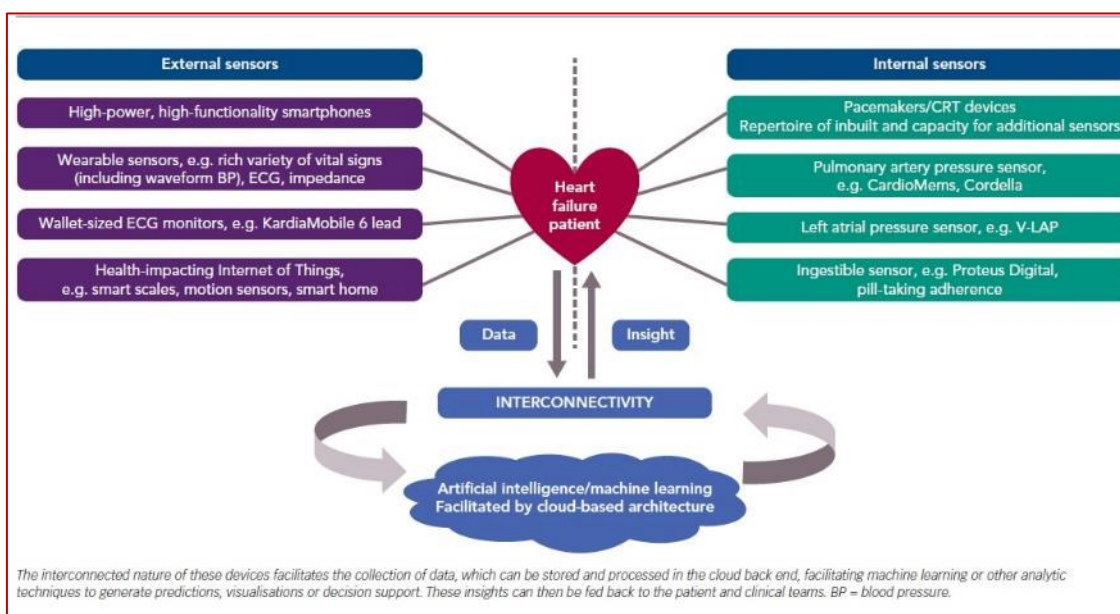 External sensors
High-power, high-functionality smartphones
Wearable sensors, e.g. rich variety of vital signs
(including waveform BP), ECG, impedance
Wallet-sized ECG monitors, e.g. KardiaMobile 6 lead
Health-impacting Internet of Things,
e.g. smart scales, motion sensors, smart home
Heart
failure
patient
Internal sensors
Pacemakers/CRT devices
Repertoire of inbuilt and capacity for additional sensors
Pulmonary artery pressure sensor,
e.g. CardioMems, Cordella
Left atrial pressure sensor, e.g. V-LAP
Ingestible sensor, e.g. Proteus Digital,
pill-taking adherence
Data
Insight
INTERCONNECTIVITY
Artificial intelligence/machine learning
Facilitated by cloud-based architecture
The interconnected nature of these devices facilitates the collection of data, which can be stored and processed in the cloud back end, facilitating machine learning or other analytic
techniques to generate predictions, visualisations or decision support. These insights can then be fed back to the patient and clinical teams. BP = blood pressure.